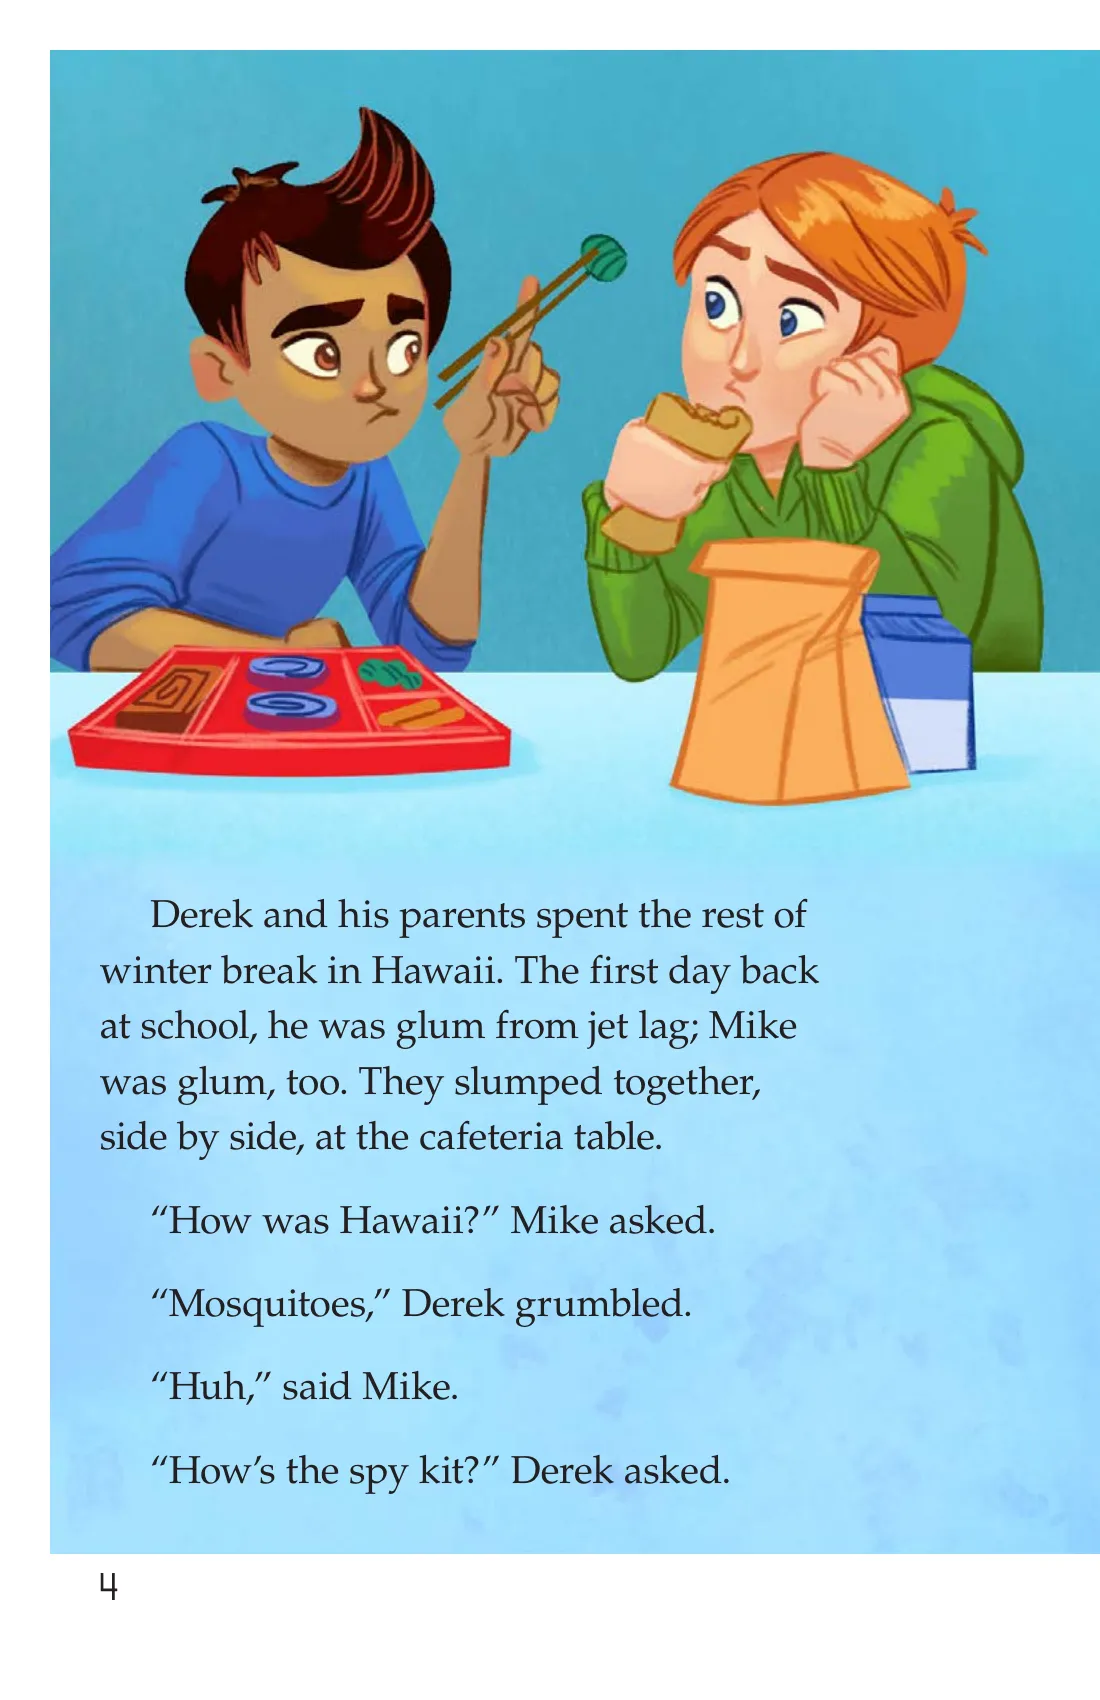 Derek and his parents spent the rest of
winter break in Hawaii. The first day back
at school, he was glum from jet lag; Mike
was glum, too. They slumped together,
side by side, at the cafeteria table.
“How was Hawaii?” Mike asked.
“Mosquitoes,” Derek grumbled.
“Huh,” said Mike.
“How’s the spy kit?” Derek asked.
4